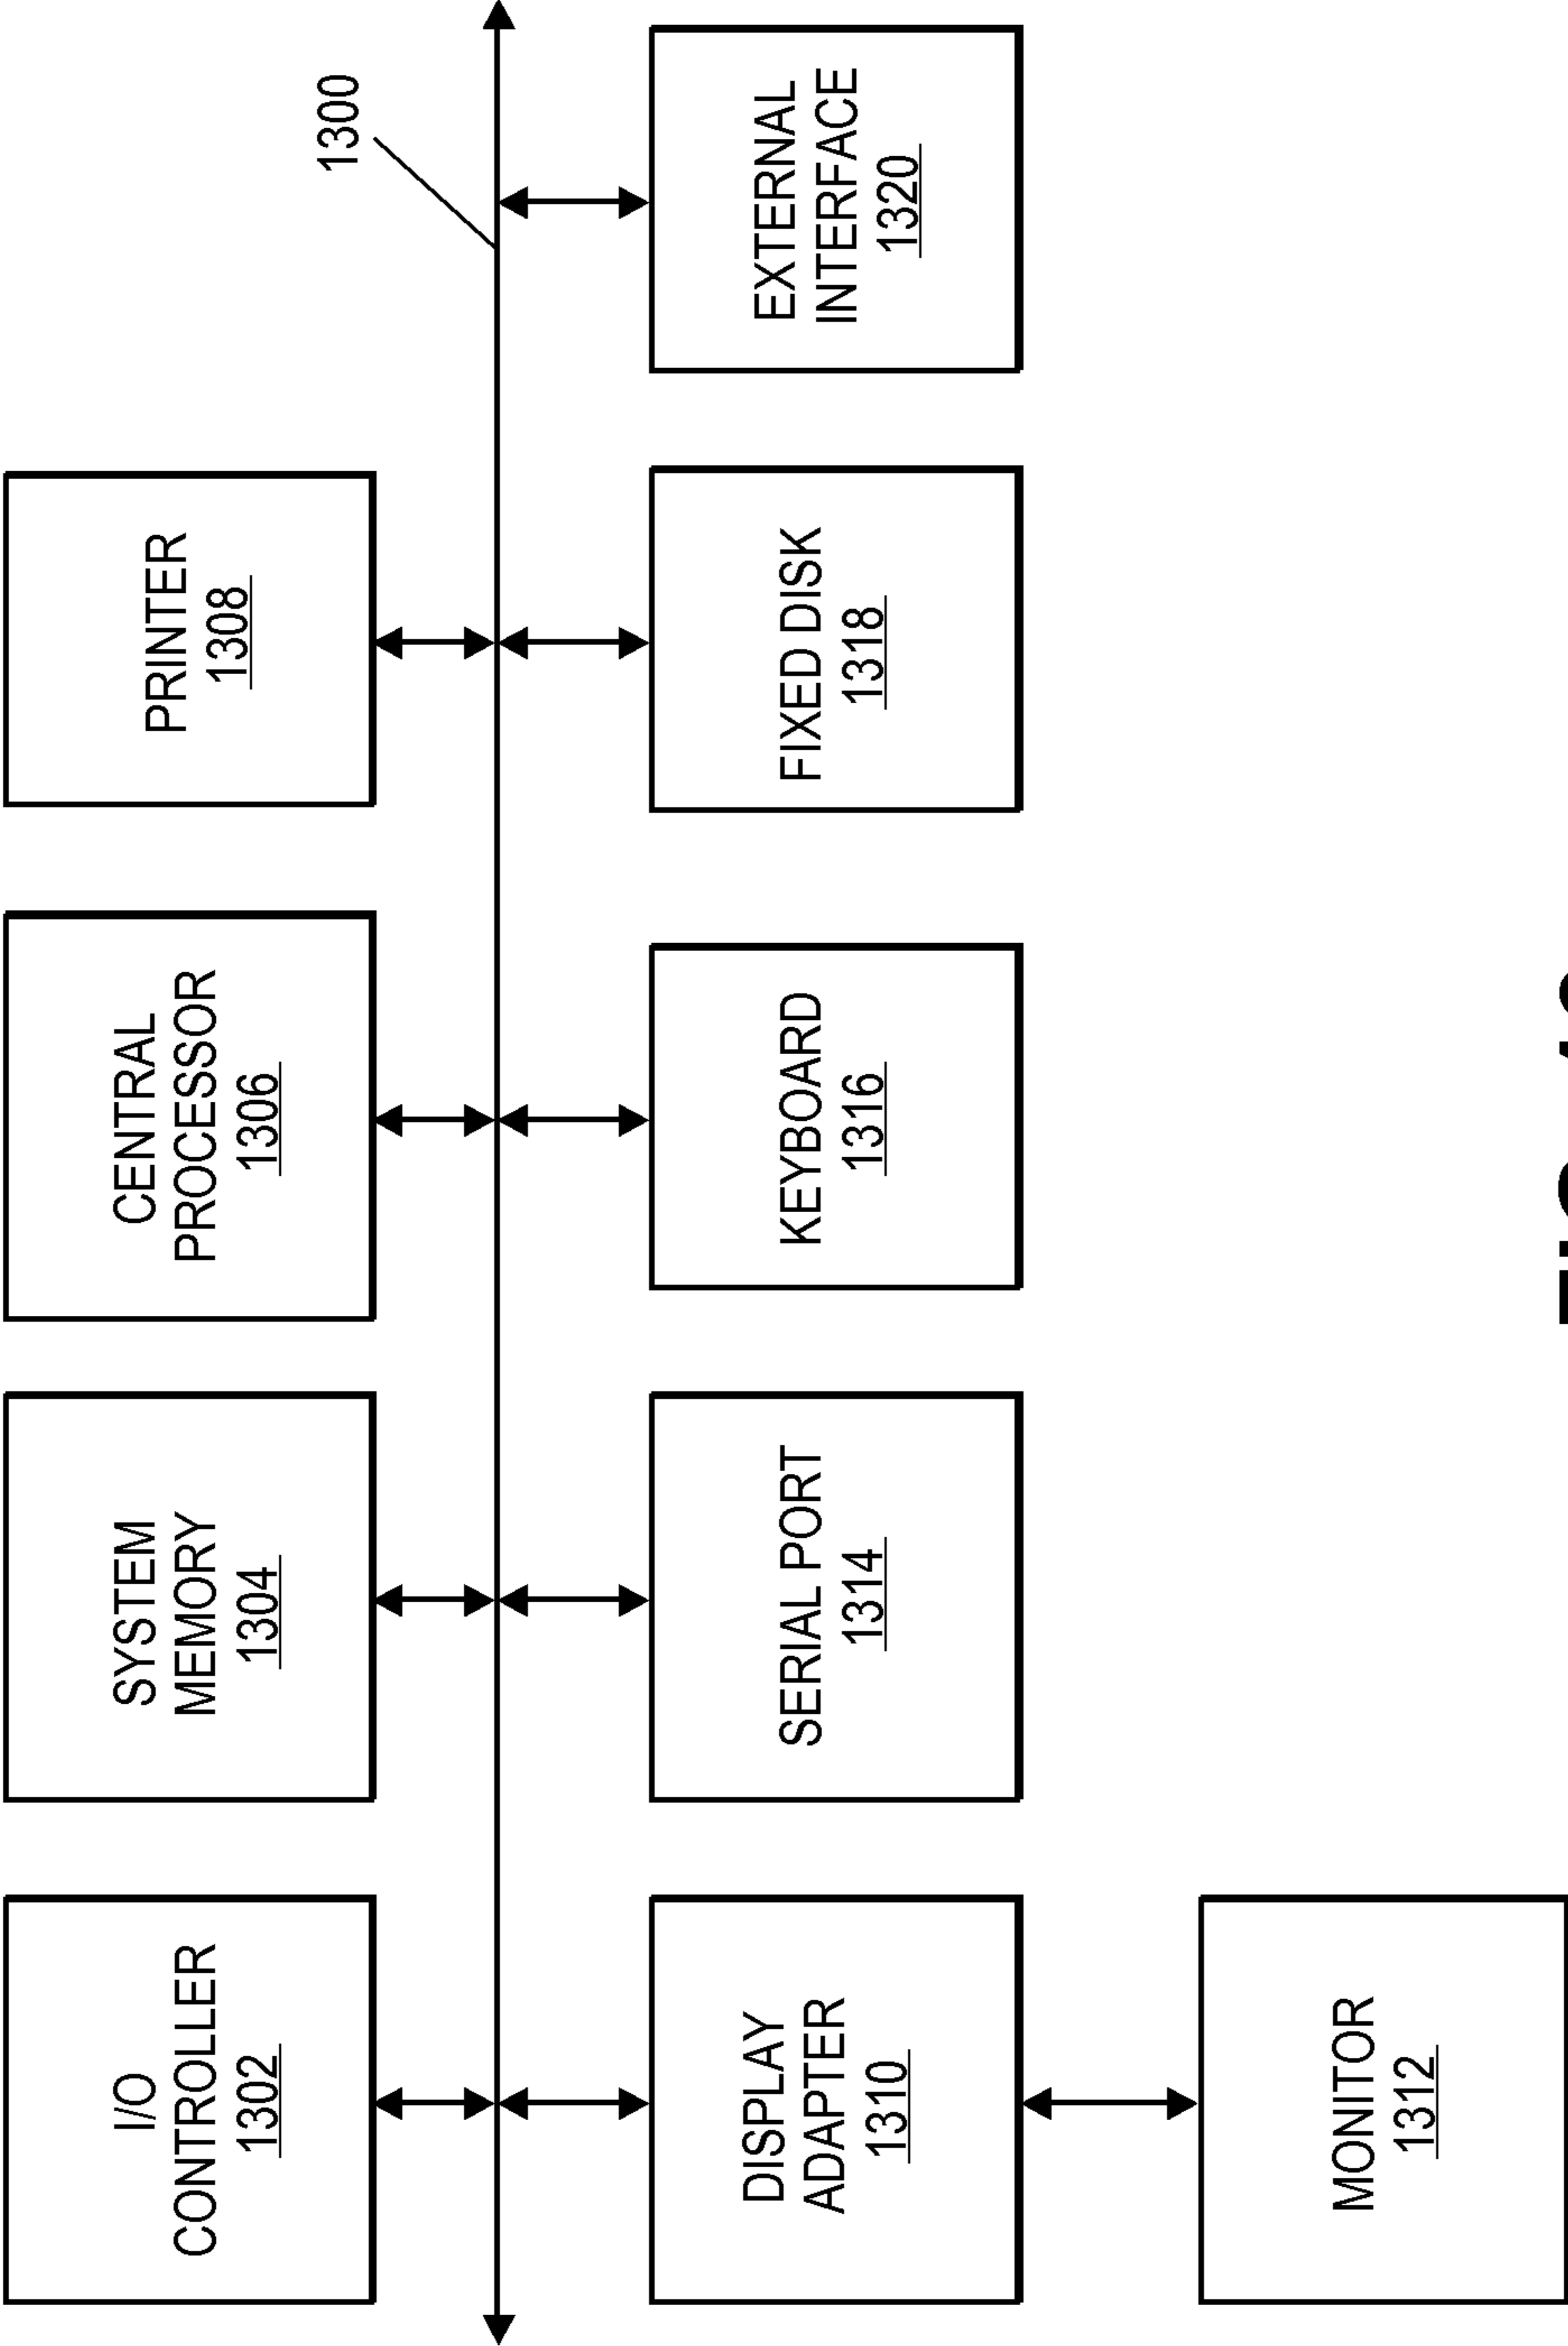 I/O
CONTROLLER
1302
SYSTEM
MEMORY
1304
CENTRAL
PROCESSOR
1306
PRINTER
1308
1300
DISPLAY
ADAPTER
1310
SERIAL PORT
1314
KEYBOARD
1316
FIXED DISK
1318
EXTERNAL
INTERFACE
1320
MONITOR
1312